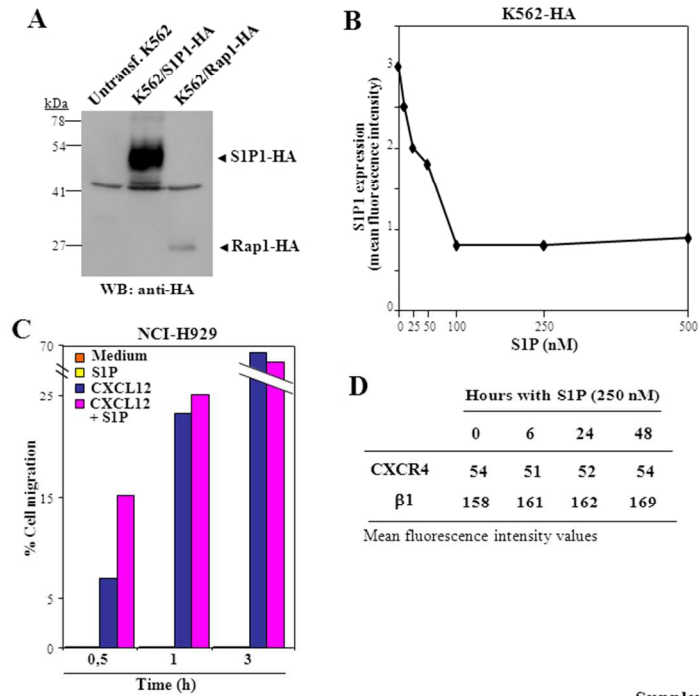 A
Untransf. K562
K562/S1P1-HA
K562/Rap1-HA
kDa
78
54
41
27
S1P1-HA
Rap1-HA
WB: anti-HA
B
K562-HA
S1P1 expression
(mean fluorescence intensity)
3
2
1
0
0 25 50 100 250 500
S1P (nM)
C
NCI-H929
70
25
15
5
0
% Cell migration
Medium
S1P
CXCL12
CXCL12
+ S1P
0,5 1 3
Time (h)
D
Hours with S1P (250 nM)
0 6 24 48
CXCR4 54 51 52 54
β1 158 161 162 169
Mean fluorescence intensity values